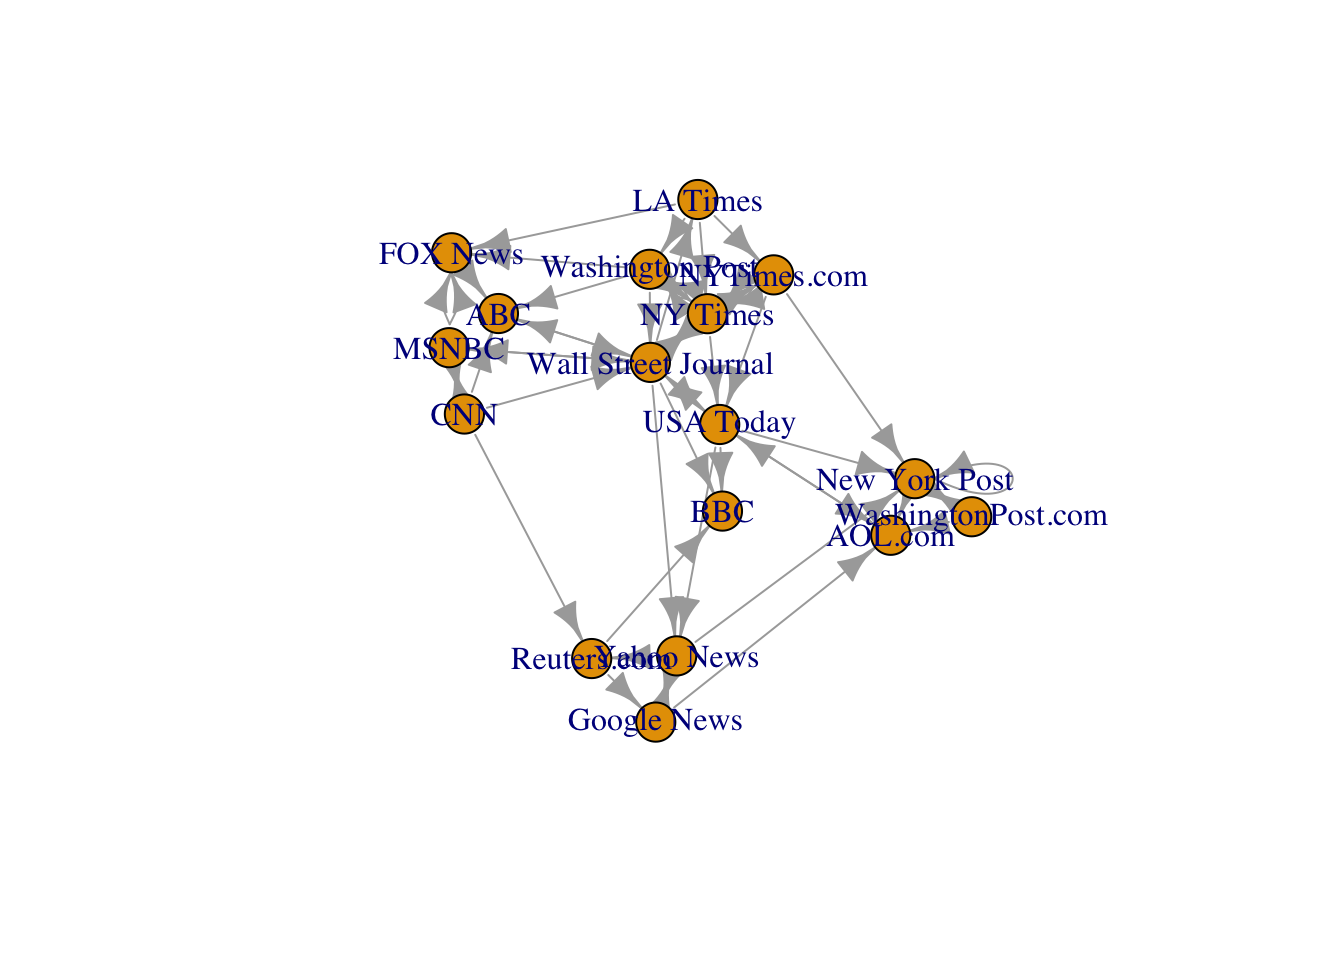 LA Times
FOX News
Washington Post
NYTimes.com
ABC
NY Times
MSNBC
Wall Street Journal
CNN
USA Today
New York Post
BBC
WashingtonPost.com
AOL.com
Reuters.com
Yahoo News
Google News